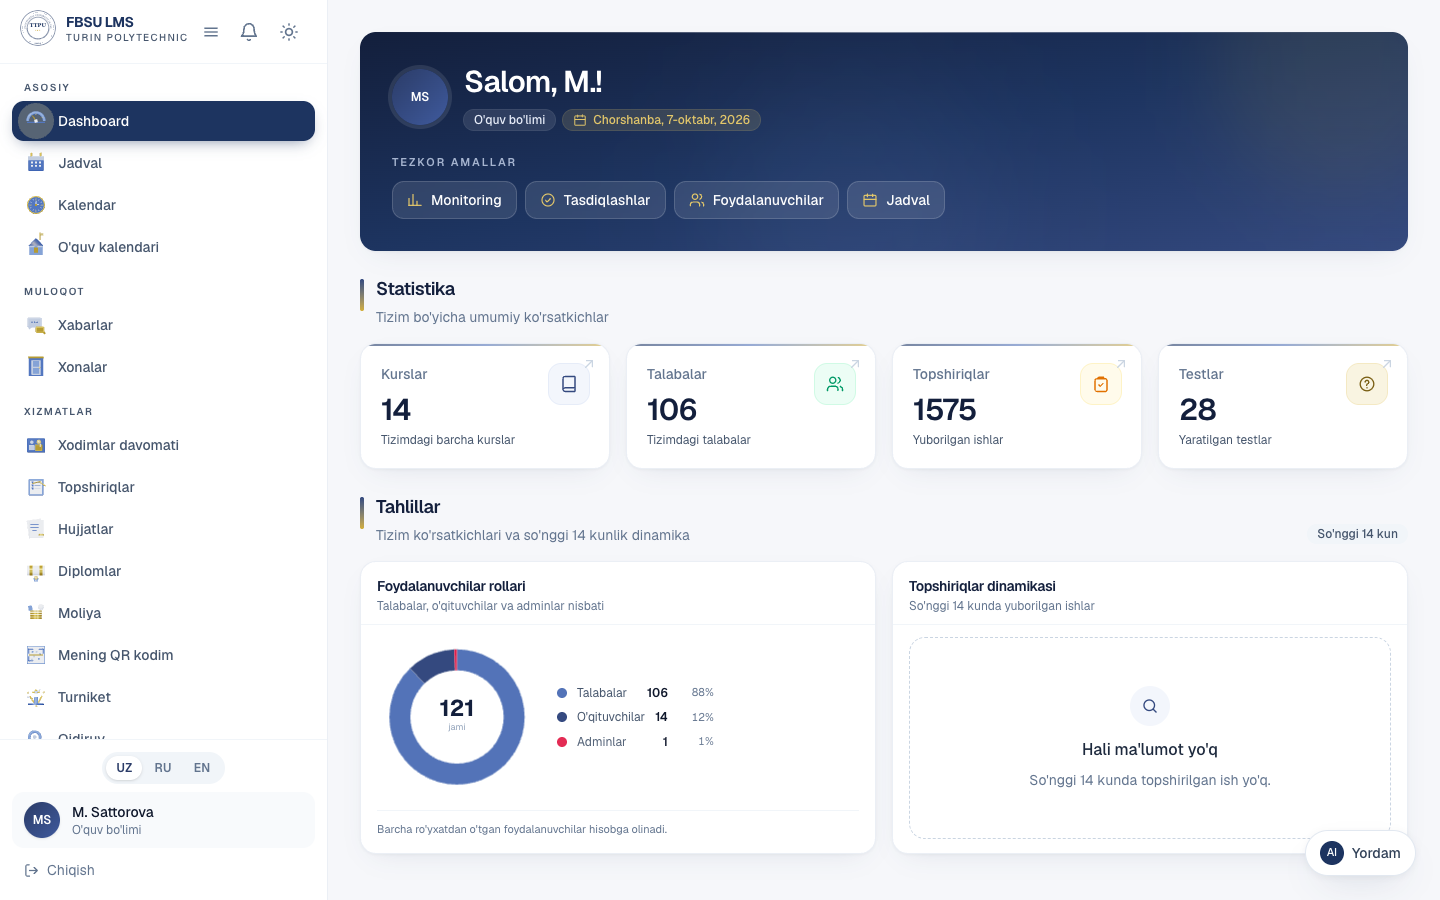 TTPU
FBSU LMS
TURIN POLYTECHNIC
ASOSIY
Dashboard
Jadval
Kalendar
O'quv kalendari
MULOQOT
Xabarlar
Xonalar
XIZMATLAR
Xodimlar davomati
Topshiriqlar
Hujjatlar
Diplomlar
Moliya
Mening QR kodim
Turniket
Qidiruv
UZ RU EN
MS
M. Sattorova
O'quv bo'limi
Chiqish
MS
Salom, M.!
O'quv bo'limi
Chorshanba, 7-oktabr, 2026
TEZKOR AMALLAR
Monitoring
Tasdiqlashlar
Foydalanuvchilar
Jadval
Statistika
Tizim bo'yicha umumiy ko'rsatkichlar
Kurslar
14
Tizimdagi barcha kurslar
Talabalar
106
Tizimdagi talabalar
Topshiriqlar
1575
Yuborilgan ishlar
Testlar
28
Yaratilgan testlar
Tahlillar
Tizim ko'rsatkichlari va so'nggi 14 kunlik dinamika
So'nggi 14 kun
Foydalanuvchilar rollari
Talabalar, o'qituvchilar va adminlar nisbati
121
jami
Talabalar 106 88%
O'qituvchilar 14 12%
Adminlar 1 1%
Barcha ro'yxatdan o'tgan foydalanuvchilar hisobga olinadi.
Topshiriqlar dinamikasi
So'nggi 14 kunda yuborilgan ishlar
Hali ma'lumot yo'q
So'nggi 14 kunda topshirilgan ish yo'q.
AI Yordam